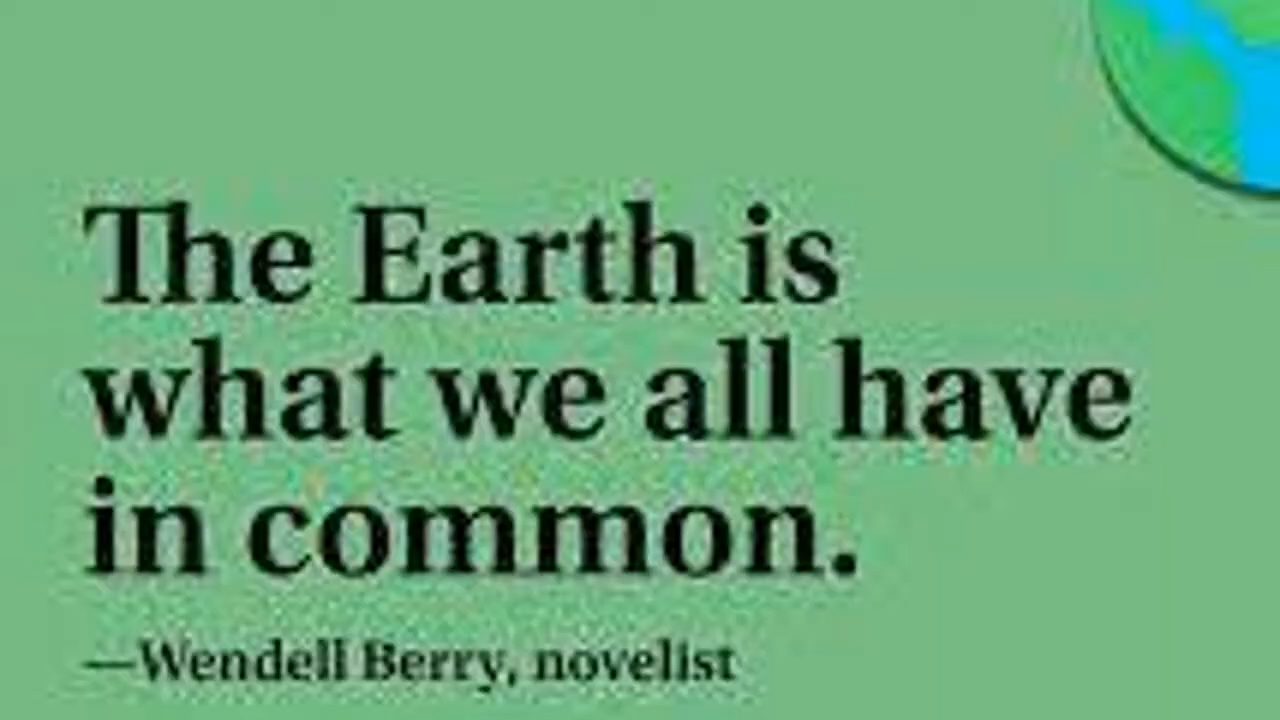 The Earth is
what we all have
in common.
—Wendell Berry, novelist